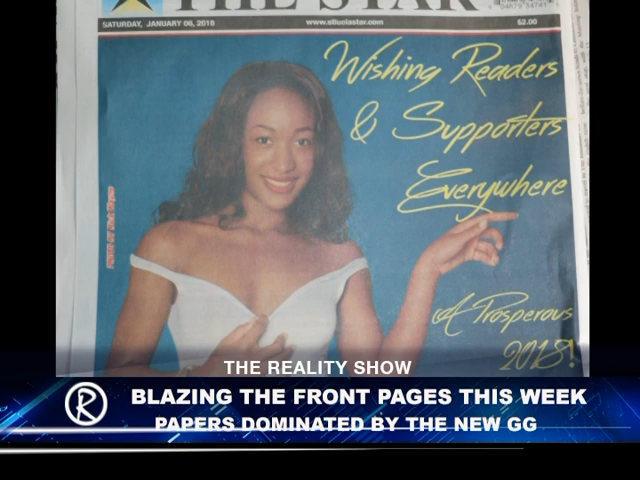 THE STAR
SATURDAY, JANUARY 06, 2018 www.stluciastar.com $2.00
Wishing Readers
& Supporters
Everywhere
A Prosperous
2018!
THE REALITY SHOW
R
BLAZING THE FRONT PAGES THIS WEEK
PAPERS DOMINATED BY THE NEW GG